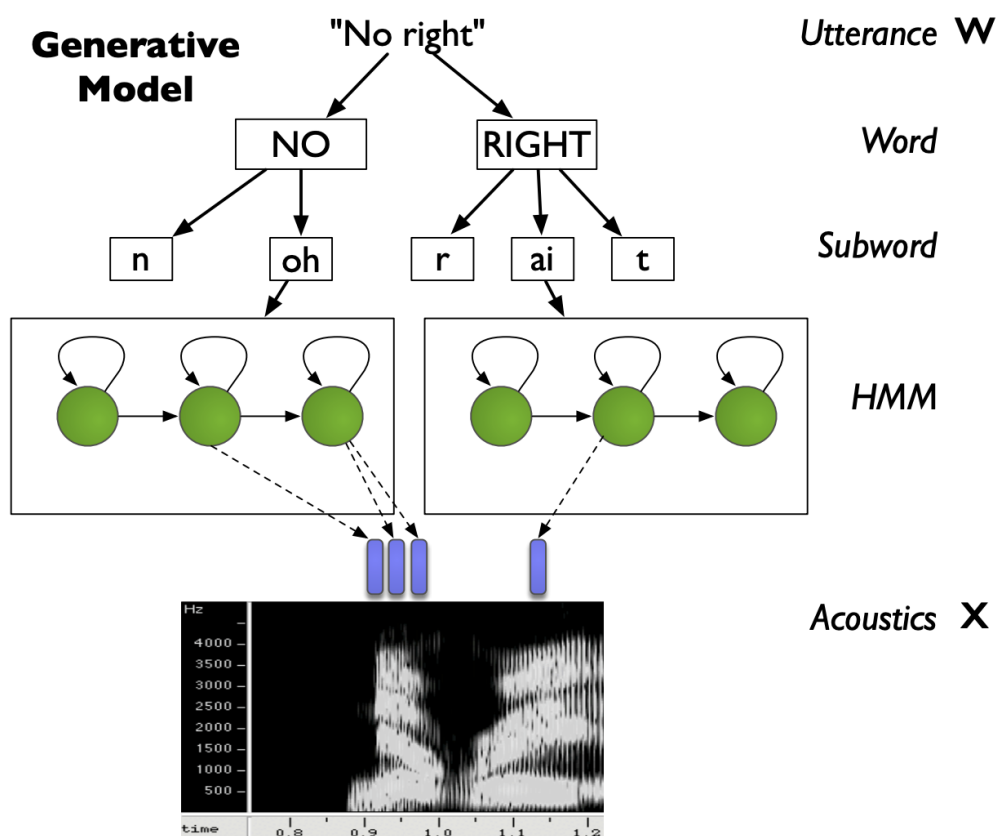 Generative
Model
"No right"
Utterance W
NO
RIGHT
Word
n
oh
r
ai
t
Subword
HMM
Acoustics X
Hz
4000
3500
3000
2500
2000
1500
1000
500
time
0.8
0.9
1.0
1.1
1.2